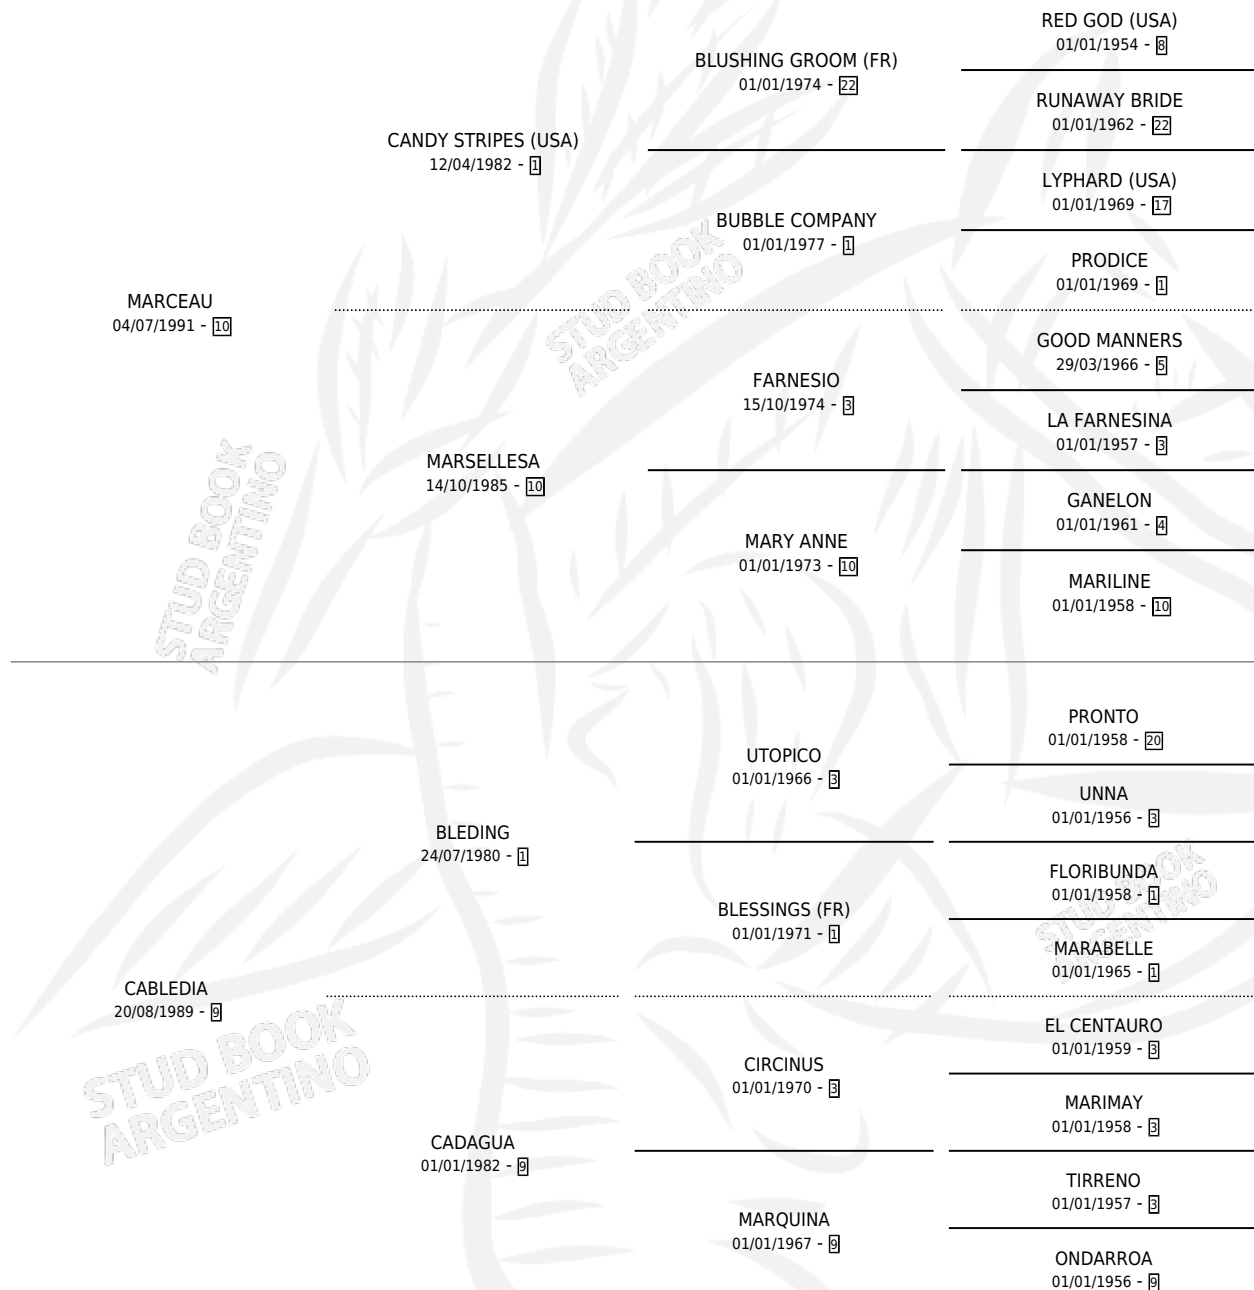 RED GOD (USA)
01/01/1954 - 8
BLUSHING GROOM (FR)
01/01/1974 - 22
RUNAWAY BRIDE
01/01/1962 - 22
CANDY STRIPES (USA)
12/04/1982 - 1
LYPHARD (USA)
01/01/1969 - 17
BUBBLE COMPANY
01/01/1977 - 1
PRODICE
01/01/1969 - 1
MARCEAU
04/07/1991 - 10
GOOD MANNERS
29/03/1966 - 5
FARNESIO
15/10/1974 - 3
LA FARNESINA
01/01/1957 - 3
MARSELLESA
14/10/1985 - 10
GANELON
01/01/1961 - 4
MARY ANNE
01/01/1973 - 10
MARILINE
01/01/1958 - 10
PRONTO
01/01/1958 - 20
UTOPICO
01/01/1966 - 3
UNNA
01/01/1956 - 3
BLEDING
24/07/1980 - 1
FLORIBUNDA
01/01/1958 - 1
BLESSINGS (FR)
01/01/1971 - 1
MARABELLE
01/01/1965 - 1
CABLEDIA
20/08/1989 - 9
EL CENTAURO
01/01/1959 - 3
CIRCINUS
01/01/1970 - 3
MARIMAY
01/01/1958 - 3
CADAGUA
01/01/1982 - 9
TIRRENO
01/01/1957 - 3
MARQUINA
01/01/1967 - 9
ONDARROA
01/01/1956 - 9
STUD BOOK
ARGENTINO
STUD BOOK
ARGENTINO
STUD BOOK
ARGENTINO
STUD BOOK
ARGENTINO